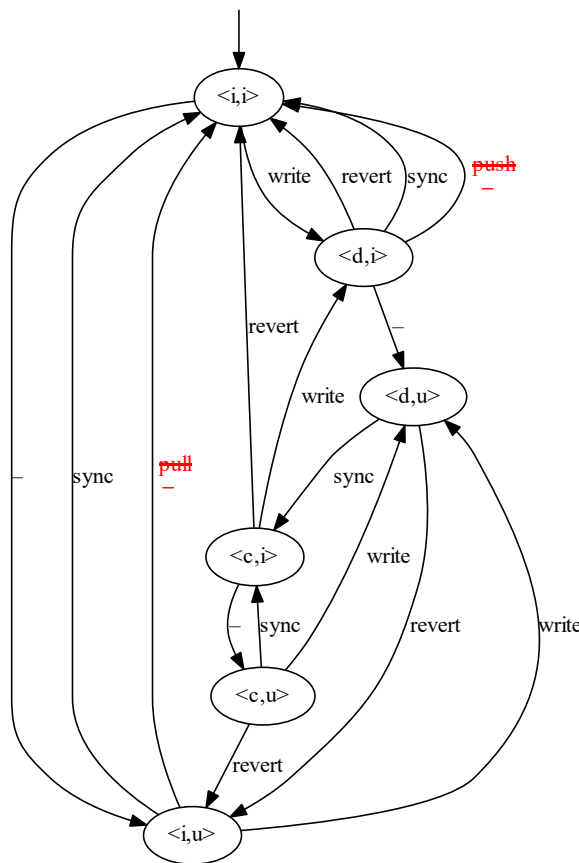 <i,i>
write
revert
sync
push
–
<d,i>
–
revert
write
<d,u>
–
sync
pull
–
sync
<c,i>
write
–
sync
revert
write
<c,u>
revert
<i,u>